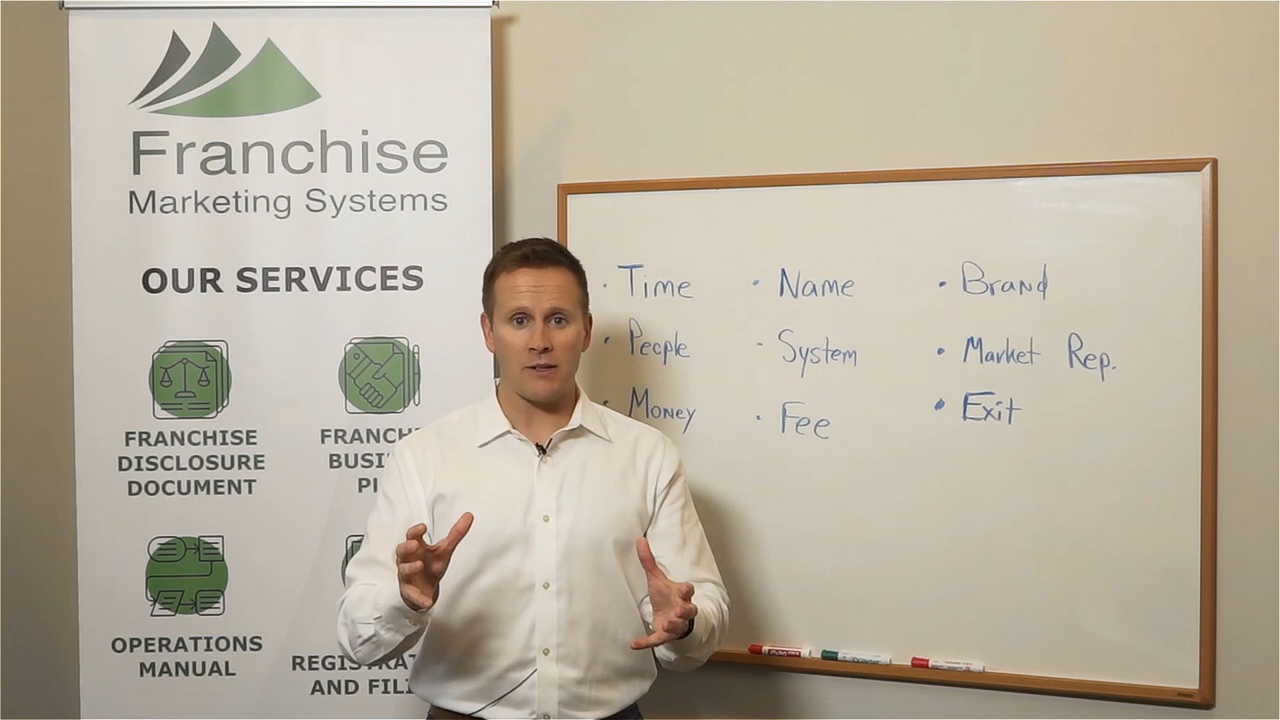 Franchise
Marketing Systems
OUR SERVICES
FRANCHISE
DISCLOSURE
DOCUMENT
OPERATIONS
MANUAL
AND
• Time
• People
• Money
• Name
• System
• Fee
• Brand
• Market Rep.
• Exit